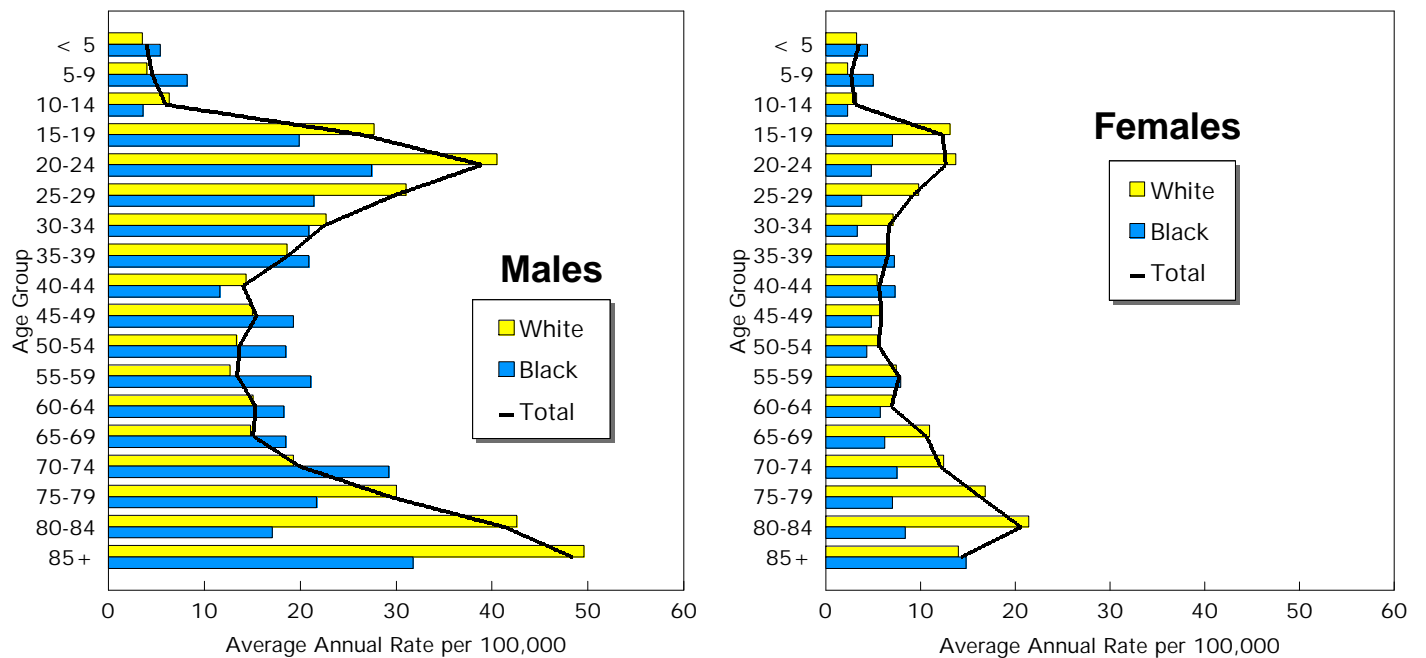 Age Group
< 5
5-9
10-14
15-19
20-24
25-29
30-34
35-39
40-44
45-49
50-54
55-59
60-64
65-69
70-74
75-79
80-84
85+
Males
White
Black
Total
0 10 20 30 40 50 60
Average Annual Rate per 100,000
Age Group
< 5
5-9
10-14
15-19
20-24
25-29
30-34
35-39
40-44
45-49
50-54
55-59
60-64
65-69
70-74
75-79
80-84
85+
Females
White
Black
Total
0 10 20 30 40 50 60
Average Annual Rate per 100,000